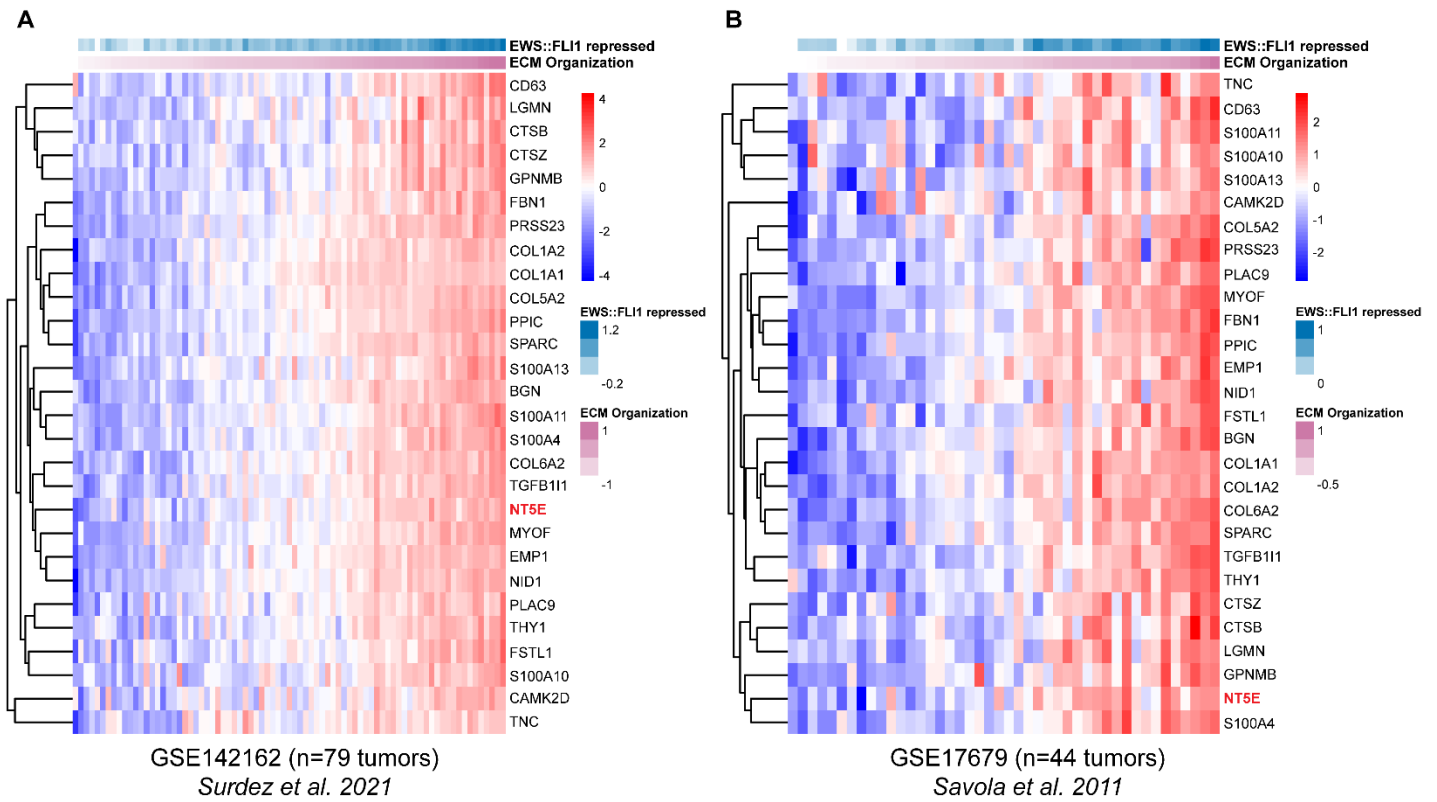 A
EWS::FLI1 repressed
ECM Organization
CD63
LGMN
CTSB
CTSZ
GPNMB
FBN1
PRSS23
COL1A2
COL1A1
COL5A2
PPIC
SPARC
S100A13
BGN
S100A11
S100A4
COL6A2
TGFB1I1
NT5E
MYOF
EMP1
NID1
PLAC9
THY1
FSTL1
S100A10
CAMK2D
TNC
4
2
0
-2
-4
EWS::FLI1 repressed
1.2
-0.2
ECM Organization
1
-1
GSE142162 (n=79 tumors)
Surdez et al. 2021
B
EWS::FLI1 repressed
ECM Organization
TNC
CD63
S100A11
S100A10
S100A13
CAMK2D
COL5A2
PRSS23
PLAC9
MYOF
FBN1
PPIC
EMP1
NID1
FSTL1
BGN
COL1A1
COL1A2
COL6A2
SPARC
TGFB1I1
THY1
CTSZ
CTSB
LGMN
GPNMB
NT5E
S100A4
2
1
0
-1
-2
EWS::FLI1 repressed
1
0
ECM Organization
1
-0.5
GSE17679 (n=44 tumors)
Savola et al. 2011